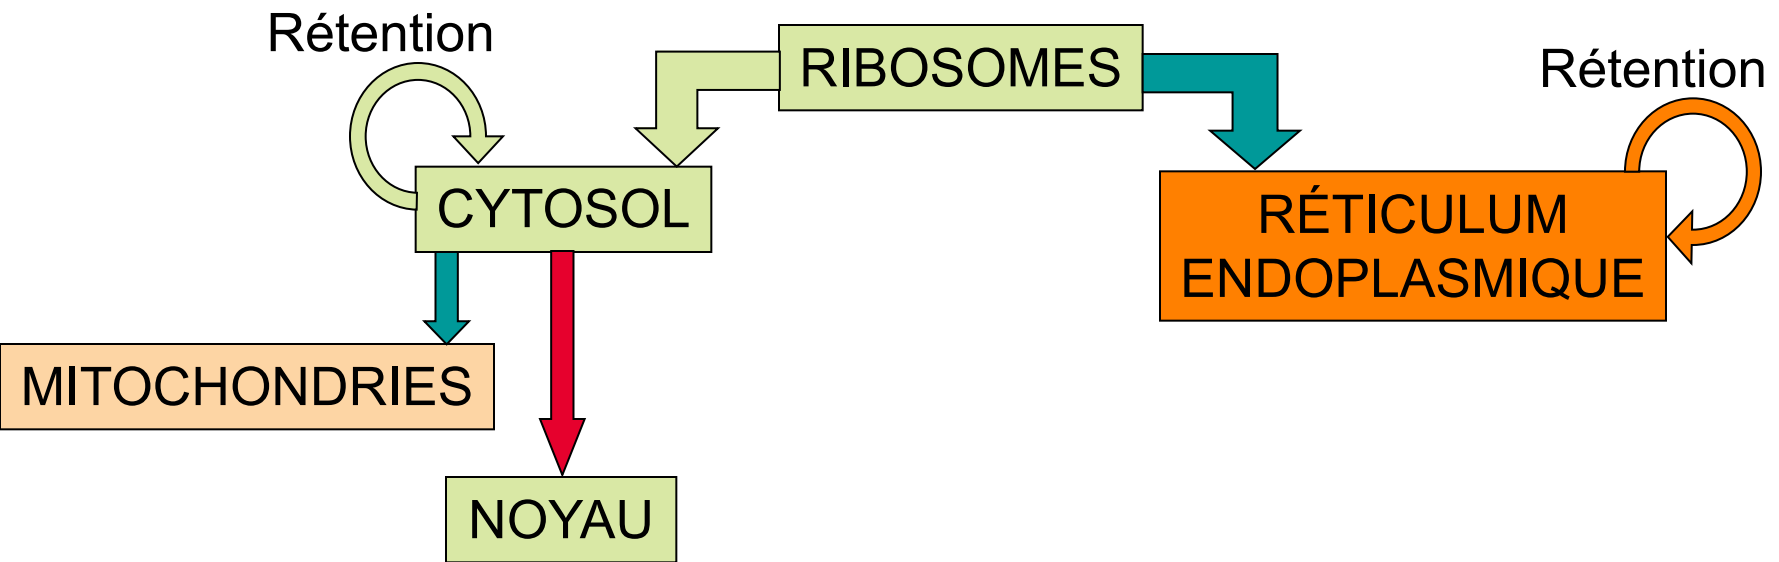 Rétention
RIBOSOMES
Rétention
CYTOSOL
RÉTICULUM
ENDOPLASMIQUE
MITOCHONDRIES
NOYAU